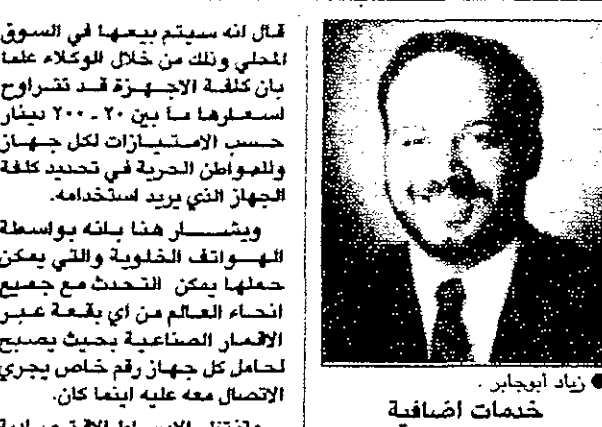 قال انه سيتم بيعها في السوق
المحلي وذلك من خلال الوكلاء علما
بان كلفة الاجهزة قد تتراوح
اسعارها ما بين ٢٠ - ٢٠٠ دينار
حسب الامتيازات لكل جهاز
وللمواطن الحرية في تحديد كلفة
الجهاز الذي يريد استخدامه.
ويشار هنا بانه بواسطة
الهواتف الخلوية والتي يمكن
حملها يمكن التحدث مع جميع
انحاء العالم من اي بقعة عبر
الاقمار الصناعية بحيث يصبح
لحامل كل جهاز رقم خاص يجري
الاتصال معه عليه اينما كان.
● زياد أبوجابر .
خدمات اضافية